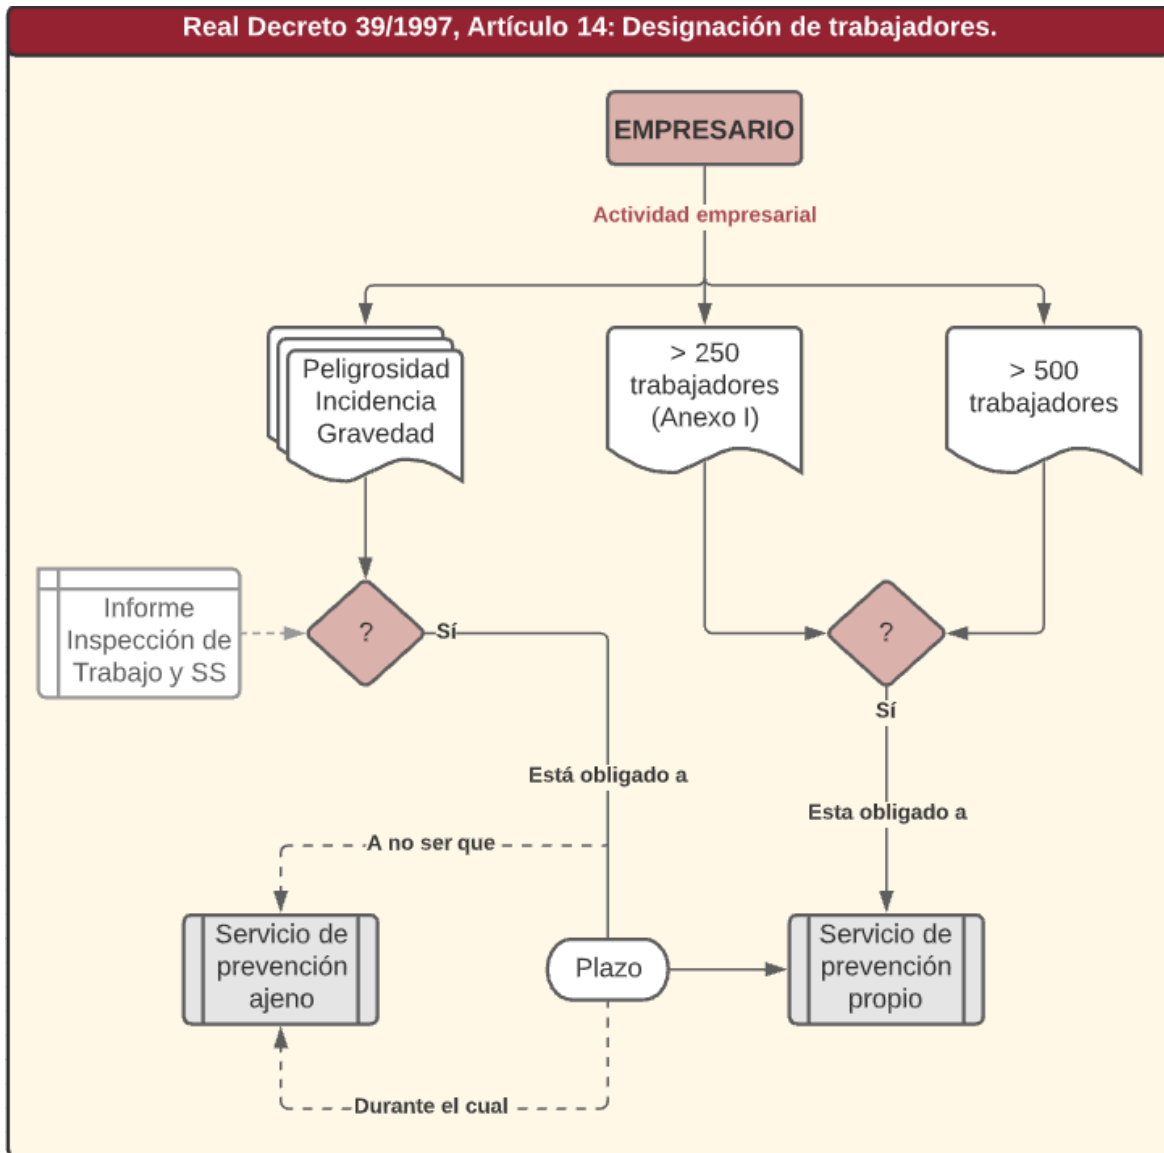 Real Decreto 39/1997, Artículo 14: Designación de trabajadores.
EMPRESARIO
Actividad empresarial
Peligrosidad
Incidencia
Gravedad
> 250
trabajadores
(Anexo I)
> 500
trabajadores
Informe
Inspección de
Trabajo y SS
?
Sí
?
Sí
Está obligado a
Esta obligado a
A no ser que
Servicio de
prevención
ajeno
Plazo
Servicio de
prevención
propio
Durante el cual